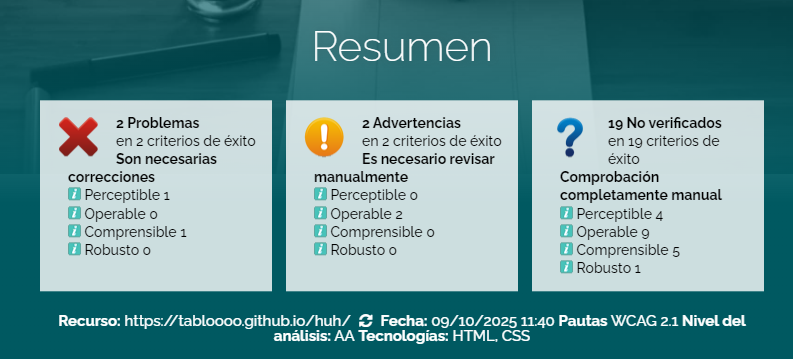 Resumen
2 Problemas
en 2 criterios de éxito
Son necesarias
correcciones
Perceptible 1
Operable 0
Comprensible 1
Robusto 0
2 Advertencias
en 2 criterios de éxito
Es necesario revisar
manualmente
Perceptible 0
Operable 2
Comprensible 0
Robusto 0
19 No verificados
en 19 criterios de
éxito
Comprobación
completamente manual
Perceptible 4
Operable 9
Comprensible 5
Robusto 1
Recurso: https://tabloooo.github.io/huh/ Fecha: 09/10/2025 11:40 Pautas WCAG 2.1 Nivel del
análisis: AA Tecnologías: HTML, CSS